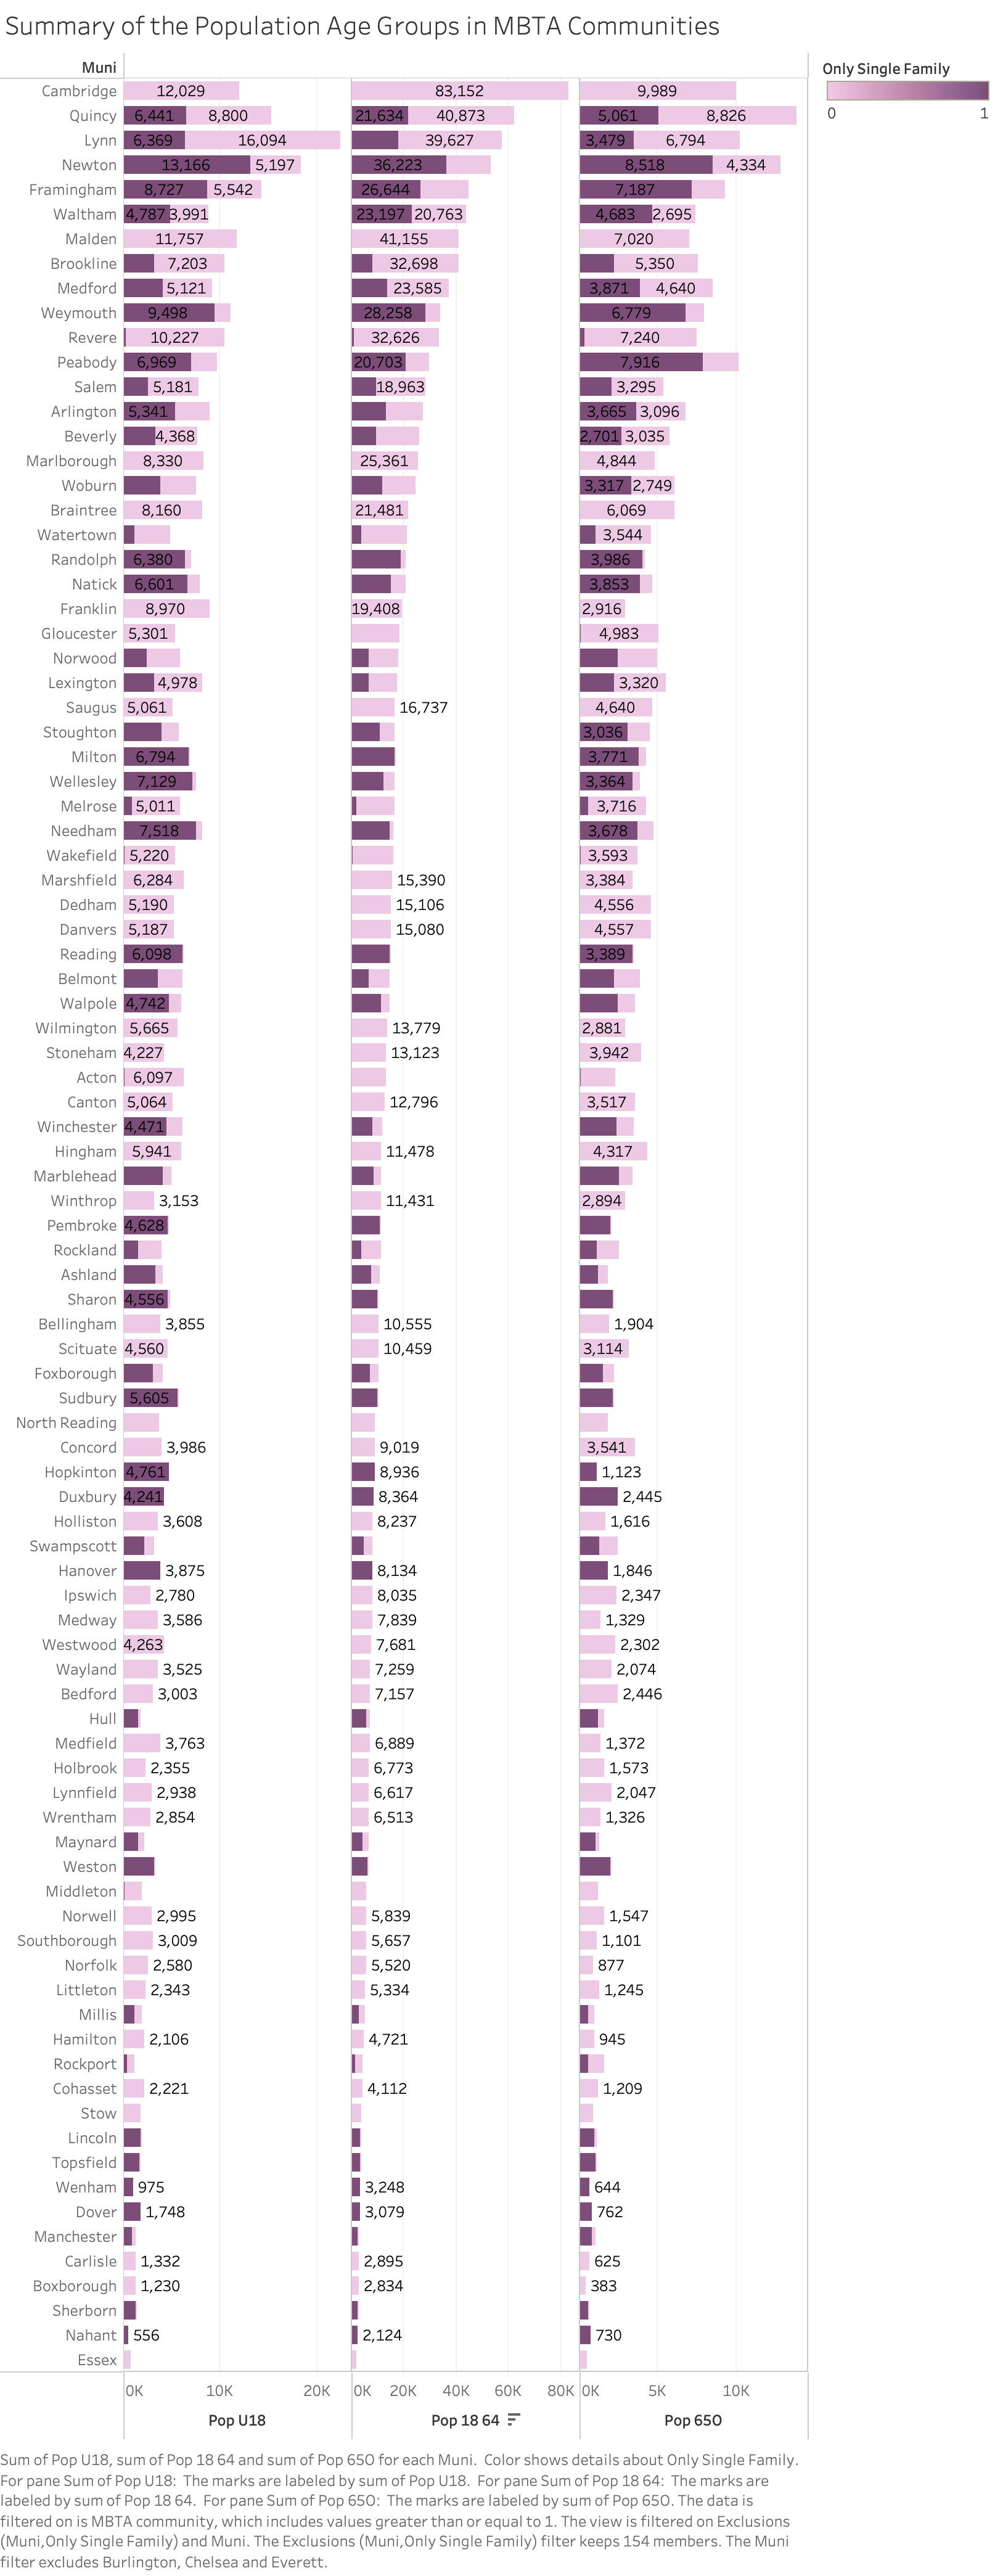 Summary of the Population Age Groups in MBTA Communities
Muni
Only Single Family
0 1
Cambridge 12,029 83,152 9,989
Quincy 6,441 8,800 21,634 40,873 5,061 8,826
Lynn 6,369 16,094 39,627 3,479 6,794
Newton 13,166 5,197 36,223 8,518 4,334
Framingham 8,727 5,542 26,644 7,187
Waltham 4,787 3,991 23,197 20,763 4,683 2,695
Malden 11,757 41,155 7,020
Brookline 7,203 32,698 5,350
Medford 5,121 23,585 3,871 4,640
Weymouth 9,498 28,258 6,779
Revere 10,227 32,626 7,240
Peabody 6,969 20,703 7,916
Salem 5,181 18,963 3,295
Arlington 5,341 3,665 3,096
Beverly 4,368 2,701 3,035
Marlborough 8,330 25,361 4,844
Woburn 3,317 2,749
Braintree 8,160 21,481 6,069
Watertown 3,544
Randolph 6,380 3,986
Natick 6,601 3,853
Franklin 8,970 19,408 2,916
Gloucester 5,301 4,983
Norwood
Lexington 4,978 3,320
Saugus 5,061 16,737 4,640
Stoughton 3,036
Milton 6,794 3,771
Wellesley 7,129 3,364
Melrose 5,011 3,716
Needham 7,518 3,678
Wakefield 5,220 3,593
Marshfield 6,284 15,390 3,384
Dedham 5,190 15,106 4,556
Danvers 5,187 15,080 4,557
Reading 6,098 3,389
Belmont
Walpole 4,742
Wilmington 5,665 13,779 2,881
Stoneham 4,227 13,123 3,942
Acton 6,097
Canton 5,064 12,796 3,517
Winchester 4,471
Hingham 5,941 11,478 4,317
Marblehead
Winthrop 3,153 11,431 2,894
Pembroke 4,628
Rockland
Ashland
Sharon 4,556
Bellingham 3,855 10,555 1,904
Scituate 4,560 10,459 3,114
Foxborough
Sudbury 5,605
North Reading
Concord 3,986 9,019 3,541
Hopkinton 4,761 8,936 1,123
Duxbury 4,241 8,364 2,445
Holliston 3,608 8,237 1,616
Swampscott
Hanover 3,875 8,134 1,846
Ipswich 2,780 8,035 2,347
Medway 3,586 7,839 1,329
Westwood 4,263 7,681 2,302
Wayland 3,525 7,259 2,074
Bedford 3,003 7,157 2,446
Hull
Medfield 3,763 6,889 1,372
Holbrook 2,355 6,773 1,573
Lynnfield 2,938 6,617 2,047
Wrentham 2,854 6,513 1,326
Maynard
Weston
Middleton
Norwell 2,995 5,839 1,547
Southborough 3,009 5,657 1,101
Norfolk 2,580 5,520 877
Littleton 2,343 5,334 1,245
Millis
Hamilton 2,106 4,721 945
Rockport
Cohasset 2,221 4,112 1,209
Stow
Lincoln
Topsfield
Wenham 975 3,248 644
Dover 1,748 3,079 762
Manchester
Carlisle 1,332 2,895 625
Boxborough 1,230 2,834 383
Sherborn
Nahant 556 2,124 730
Essex
0K 10K 20K 0K 20K 40K 60K 80K 0K 5K 10K
Pop U18 Pop 18 64 Pop 65O
Sum of Pop U18, sum of Pop 18 64 and sum of Pop 65O for each Muni. Color shows details about Only Single Family.
For pane Sum of Pop U18: The marks are labeled by sum of Pop U18. For pane Sum of Pop 18 64: The marks are
labeled by sum of Pop 18 64. For pane Sum of Pop 65O: The marks are labeled by sum of Pop 65O. The data is
filtered on is MBTA community, which includes values greater than or equal to 1. The view is filtered on Exclusions
(Muni,Only Single Family) and Muni. The Exclusions (Muni,Only Single Family) filter keeps 154 members. The Muni
filter excludes Burlington, Chelsea and Everett.